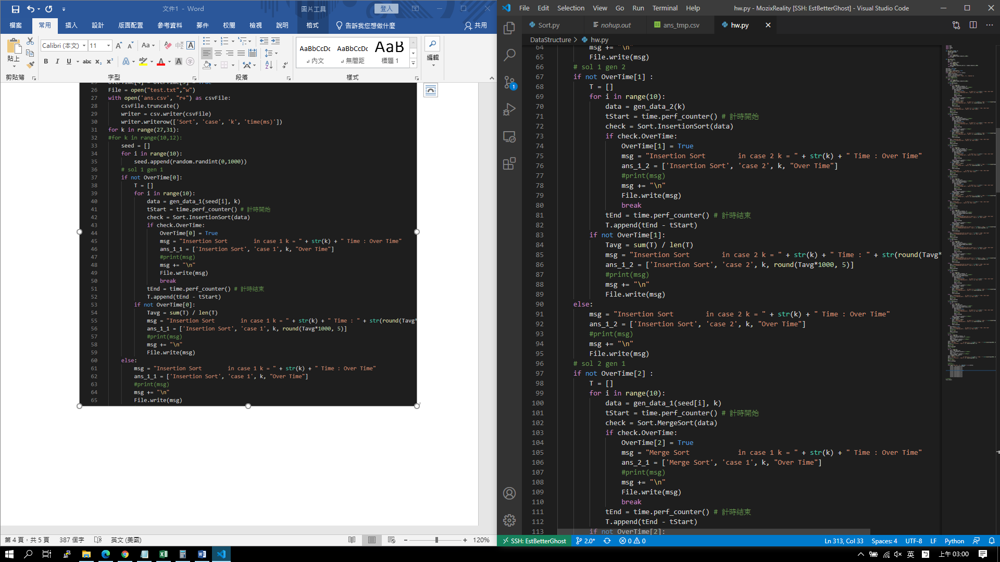 文件1 - Word
圖片工具
登入
檔案 常用 插入 設計 版面配置 參考資料 郵件 校閱 檢視 說明 格式 告訴我您想做什麼 共用
貼上
Calibri (本文) 11
AaBbCcDc AaBbCcDc AaB
內文 無間距 標題 1
編輯
剪貼簿 字型 段落 樣式
26 File = open("test.txt","w")
27 with open('ans.csv', "r+") as csvFile:
28 csvFile.truncate()
29 writer = csv.writer(csvFile)
30 writer.writerow(['Sort', 'case', 'k', 'time(ms)'])
31 for k in range(27,31):
32 #for k in range(10,12):
33 seed = []
34 for i in range(10):
35 seed.append(random.randint(0,1000))
36 # sol 1 gen 1
37 if not OverTime[0]:
38 T = []
39 for i in range(10):
40 data = gen_data_1(seed[i], k)
41 tStart = time.perf_counter() # 計時開始
42 check = Sort.InsertionSort(data)
43 if check.OverTime:
44 OverTime[0] = True
45 msg = "Insertion Sort in case 1 k = " + str(k) + " Time : Over Time"
46 ans_1_1 = ['Insertion Sort', 'case 1', k, "Over Time"]
47 #print(msg)
48 msg += "\n"
49 File.write(msg)
50 break
51 tEnd = time.perf_counter() # 計時結束
52 T.append(tEnd - tStart)
53 if not OverTime[0]:
54 Tavg = sum(T) / len(T)
55 msg = "Insertion Sort in case 1 k = " + str(k) + " Time : " + str(round(Tavg*
56 ans_1_1 = ['Insertion Sort', 'case 1', k, round(Tavg*1000, 5)]
57 #print(msg)
58 msg += "\n"
59 File.write(msg)
60 else:
61 msg = "Insertion Sort in case 1 k = " + str(k) + " Time : Over Time"
62 ans_1_1 = ['Insertion Sort', 'case 1', k, "Over Time"]
63 #print(msg)
64 msg += "\n"
65 File.write(msg)
第 4 頁，共 5 頁 387 個字 英文 (美國) 120%
File Edit Selection View Go Run Terminal Help hw.py - MozixReality [SSH: EstBetterGhost] - Visual Studio Code
Sort.py nohup.out ans_tmp.csv hw.py
DataStructure > hw.py
1
64 msg += "\n"
65 File.write(msg)
66 # sol 1 gen 2
67 if not OverTime[1] :
68 T = []
69 for i in range(10):
70 data = gen_data_2(k)
71 tStart = time.perf_counter() # 計時開始
72 check = Sort.InsertionSort(data)
73 if check.OverTime:
74 OverTime[1] = True
75 msg = "Insertion Sort in case 2 k = " + str(k) + " Time : Over Time"
76 ans_1_2 = ['Insertion Sort', 'case 2', k, "Over Time"]
77 #print(msg)
78 msg += "\n"
79 File.write(msg)
80 break
81 tEnd = time.perf_counter() # 計時結束
82 T.append(tEnd - tStart)
83 if not OverTime[1]:
84 Tavg = sum(T) / len(T)
85 msg = "Insertion Sort in case 2 k = " + str(k) + " Time : " + str(round(Tavg*
86 ans_1_2 = ['Insertion Sort', 'case 2', k, round(Tavg*1000, 5)]
87 #print(msg)
88 msg += "\n"
89 File.write(msg)
90 else:
91 msg = "Insertion Sort in case 2 k = " + str(k) + " Time : Over Time"
92 ans_1_2 = ['Insertion Sort', 'case 2', k, "Over Time"]
93 #print(msg)
94 msg += "\n"
95 File.write(msg)
96 # sol 2 gen 1
97 if not OverTime[2] :
98 T = []
99 for i in range(10):
100 data = gen_data_1(seed[i], k)
101 tStart = time.perf_counter() # 計時開始
102 check = Sort.MergeSort(data)
103 if check.OverTime:
104 OverTime[2] = True
105 msg = "Merge Sort in case 1 k = " + str(k) + " Time : Over Time"
106 ans_2_1 = ['Merge Sort', 'case 1', k, "Over Time"]
107 #print(msg)
108 msg += "\n"
109 File.write(msg)
110 break
111 tEnd = time.perf_counter() # 計時結束
112 T.append(tEnd - tStart)
113 if not OverTime[2]:
SSH: EstBetterGhost 2.0* 0 0 Ln 313, Col 33 Spaces: 4 UTF-8 LF Python
英 上午 03:00